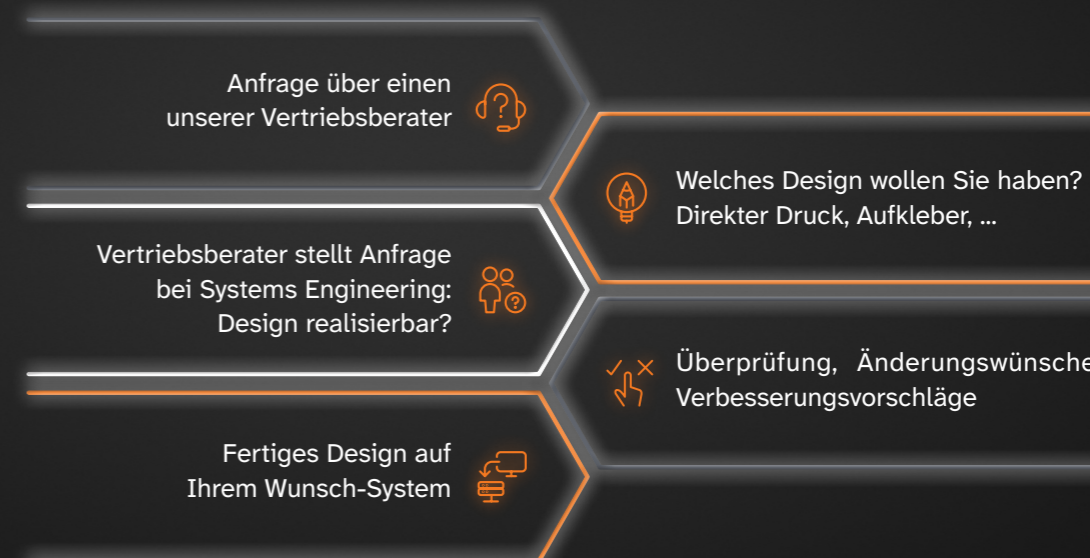 Anfrage über einen
unserer Vertriebsberater
Welches Design wollen Sie haben?
Direkter Druck, Aufkleber, ...
Vertriebsberater stellt Anfrage
bei Systems Engineering:
Design realisierbar?
Überprüfung, Änderungswünsche
Verbesserungsvorschläge
Fertiges Design auf
Ihrem Wunsch-System